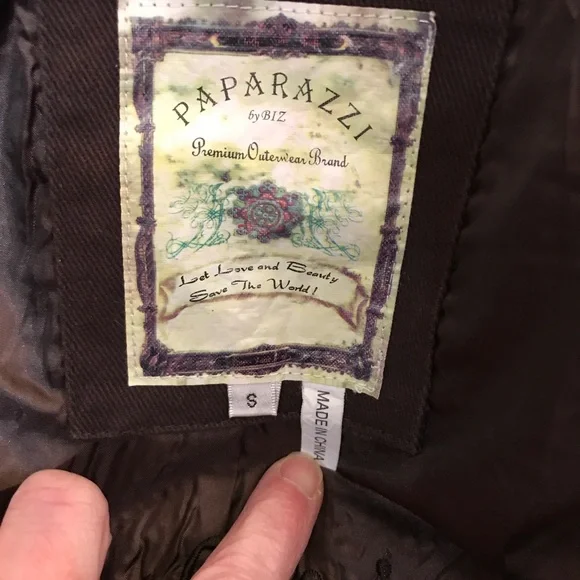 PAPARAZZI
by BIZ
Premium Outerwear Brand
Let Love and Beauty
Save The World!
S
MADE IN CHINA